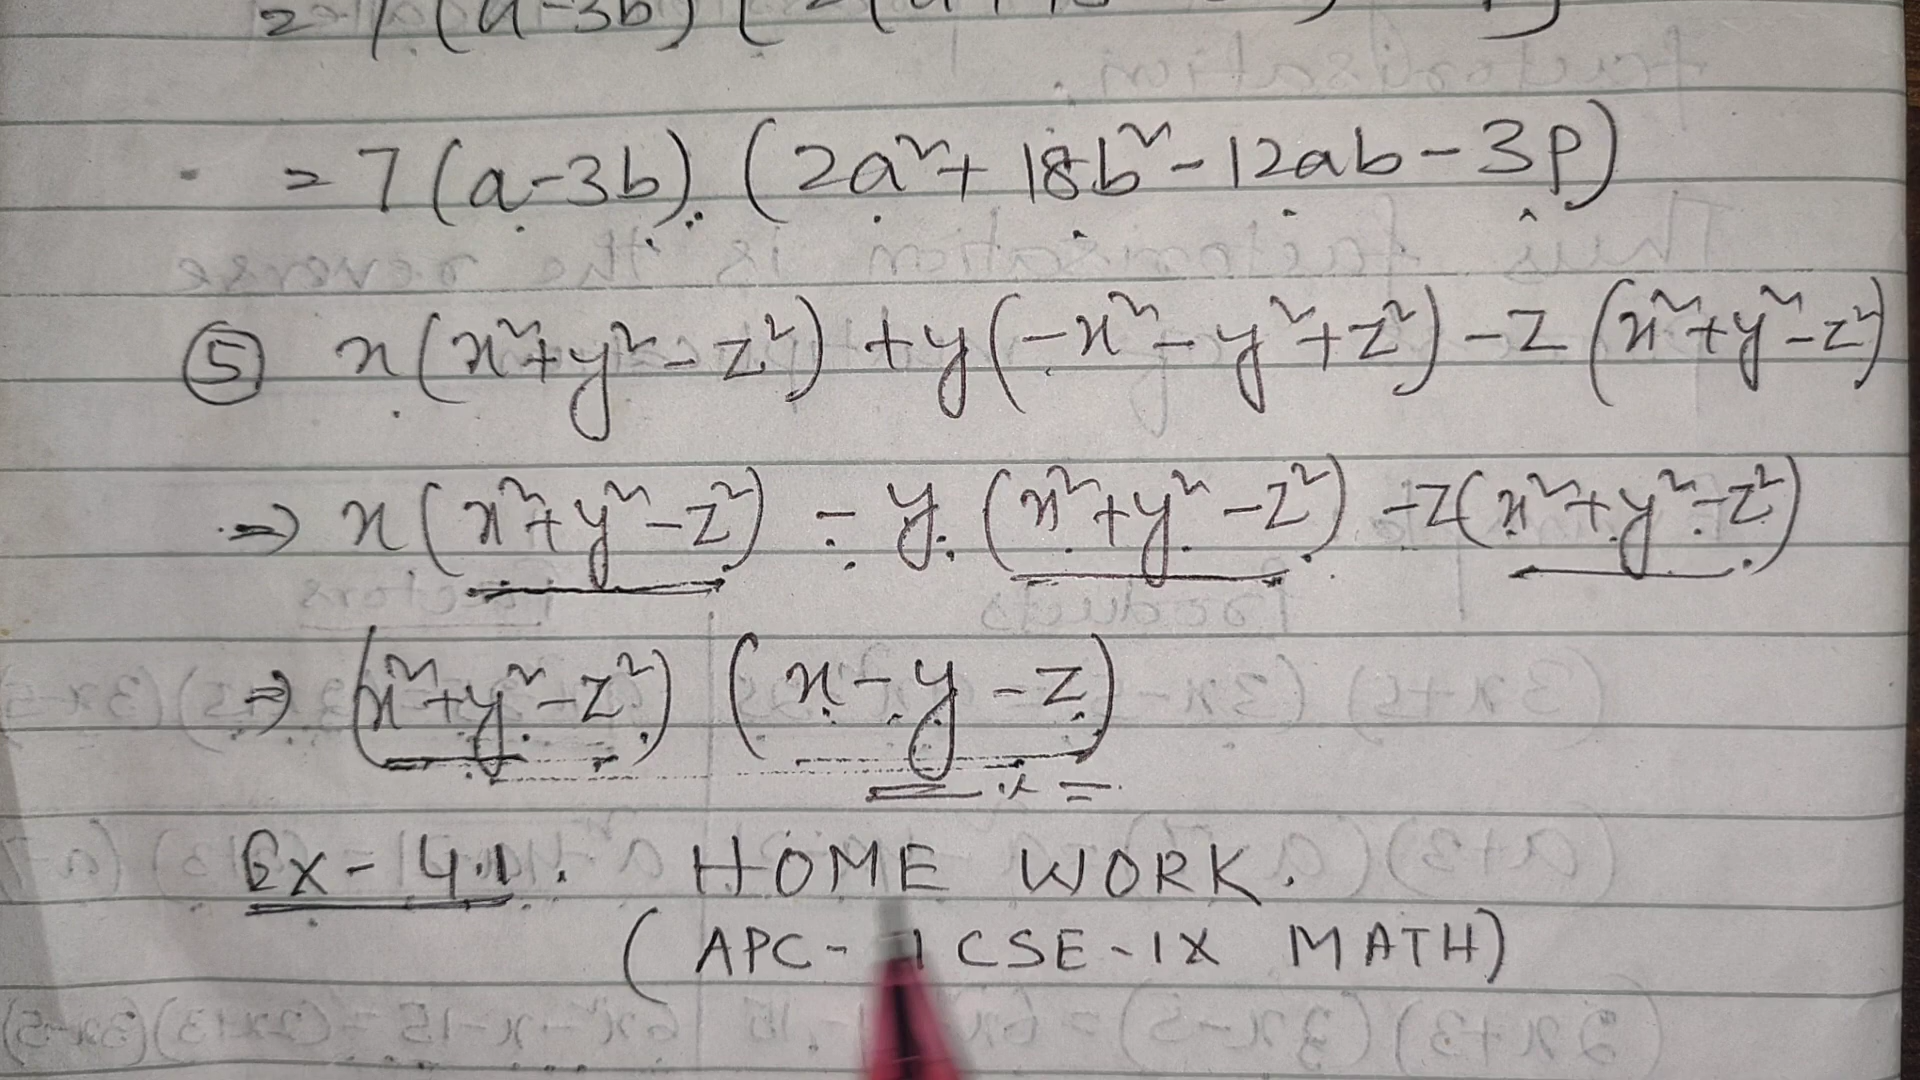 = 7 (a-3b) (2a²+ 18b² - 12ab - 3p)
⑤ x(x²+y²-z²) + y(-x²-y²+z²) - z (x²+y²-z²)
⇒ x(x²+y²-z²) - y (x²+y²-z²) - z(x²+y²-z²)
⇒ (x²+y²-z²) (x-y-z)
Ex-4.1. HOME WORK.
(APC- ICSE-IX MATH)